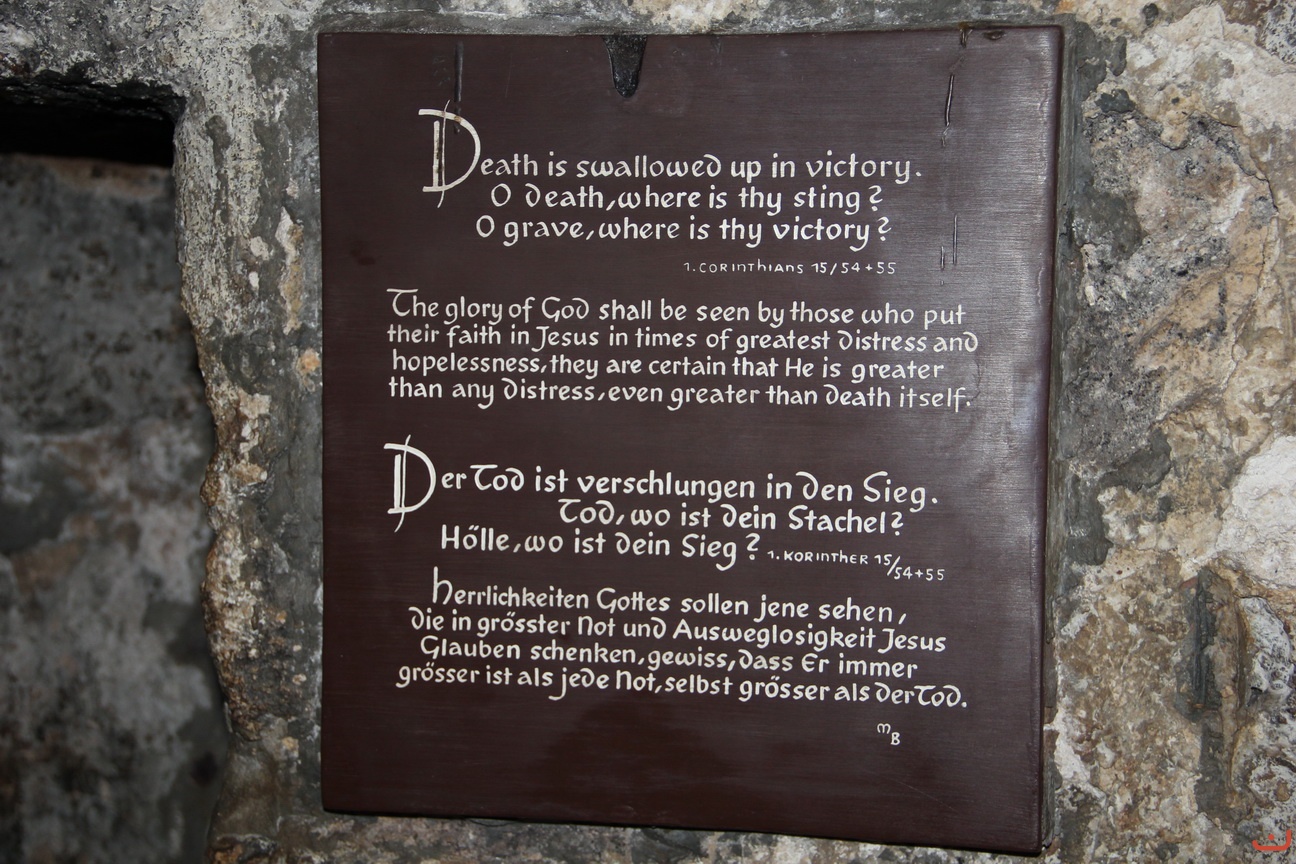 Death is swallowed up in victory.
O death, where is thy sting?
O grave, where is thy victory?
1. CORINTHIANS 15/54+55
The glory of God shall be seen by those who put
their faith in Jesus in times of greatest distress and
hopelessness, they are certain that He is greater
than any distress, even greater than death itself.
Der Tod ist verschlungen in den Sieg.
Tod, wo ist dein Stachel?
Hölle, wo ist dein Sieg? 1. KORINTHER 15/54+55
Herrlichkeiten Gottes sollen jene sehen,
die in grösster Not und Ausweglosigkeit Jesus
Glauben schenken, gewiss, dass Er immer
grösser ist als jede Not, selbst grösser als der Tod.
MB